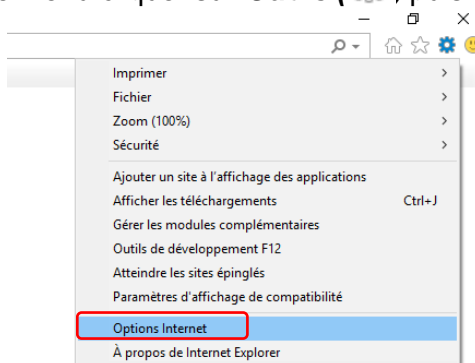 Imprimer
Fichier
Zoom (100%)
Sécurité
Ajouter un site à l'affichage des applications
Afficher les téléchargements Ctrl+J
Gérer les modules complémentaires
Outils de développement F12
Atteindre les sites épinglés
Paramètres d'affichage de compatibilité
Options Internet
À propos de Internet Explorer